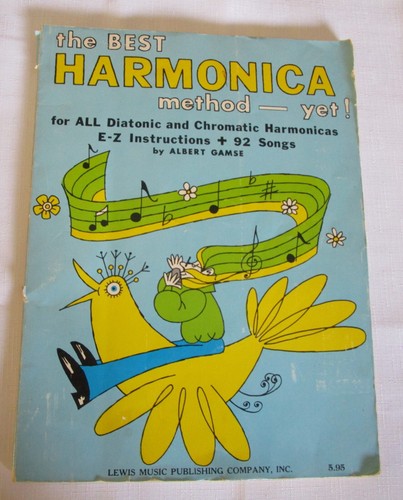 the BEST
HARMONICA
method — yet!
for ALL Diatonic and Chromatic Harmonicas
E-Z Instructions + 92 Songs
by ALBERT GAMSE
LEWIS MUSIC PUBLISHING COMPANY, INC. 5.95